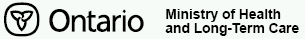 Ontario
Ministry of Health
and Long-Term Care